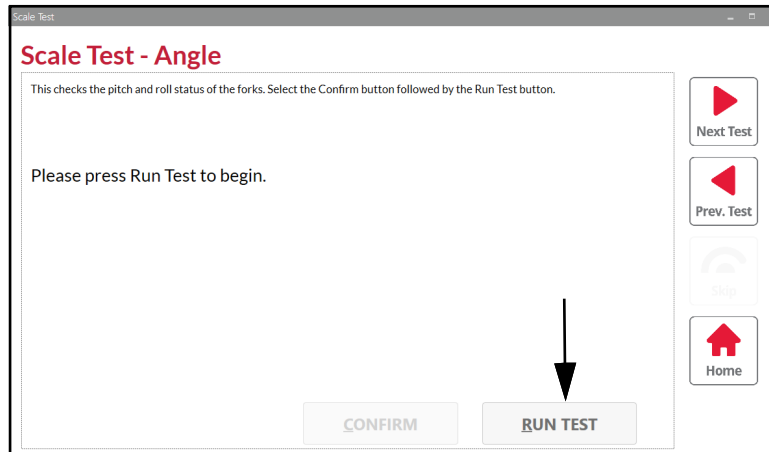 Scale Test
Scale Test - Angle
This checks the pitch and roll status of the forks. Select the Confirm button followed by the Run Test button.
Please press Run Test to begin.
CONFIRM
RUN TEST
Next Test
Prev. Test
Skip
Home